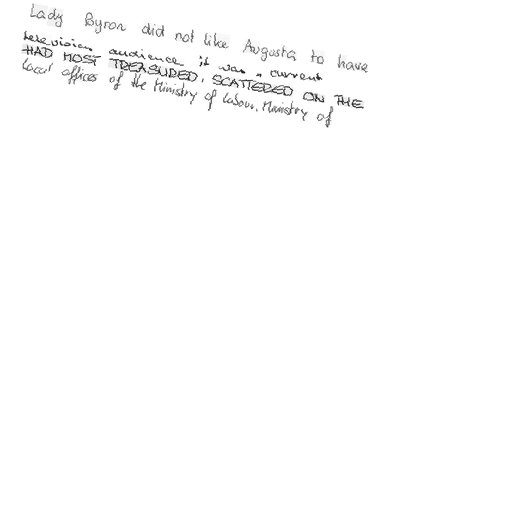 Lady Byron did not like Augusta to have
television audience it was a current
HAD MOST TREASURED, SCATTERED ON THE
local offices of the Ministry of Labour, Ministry of